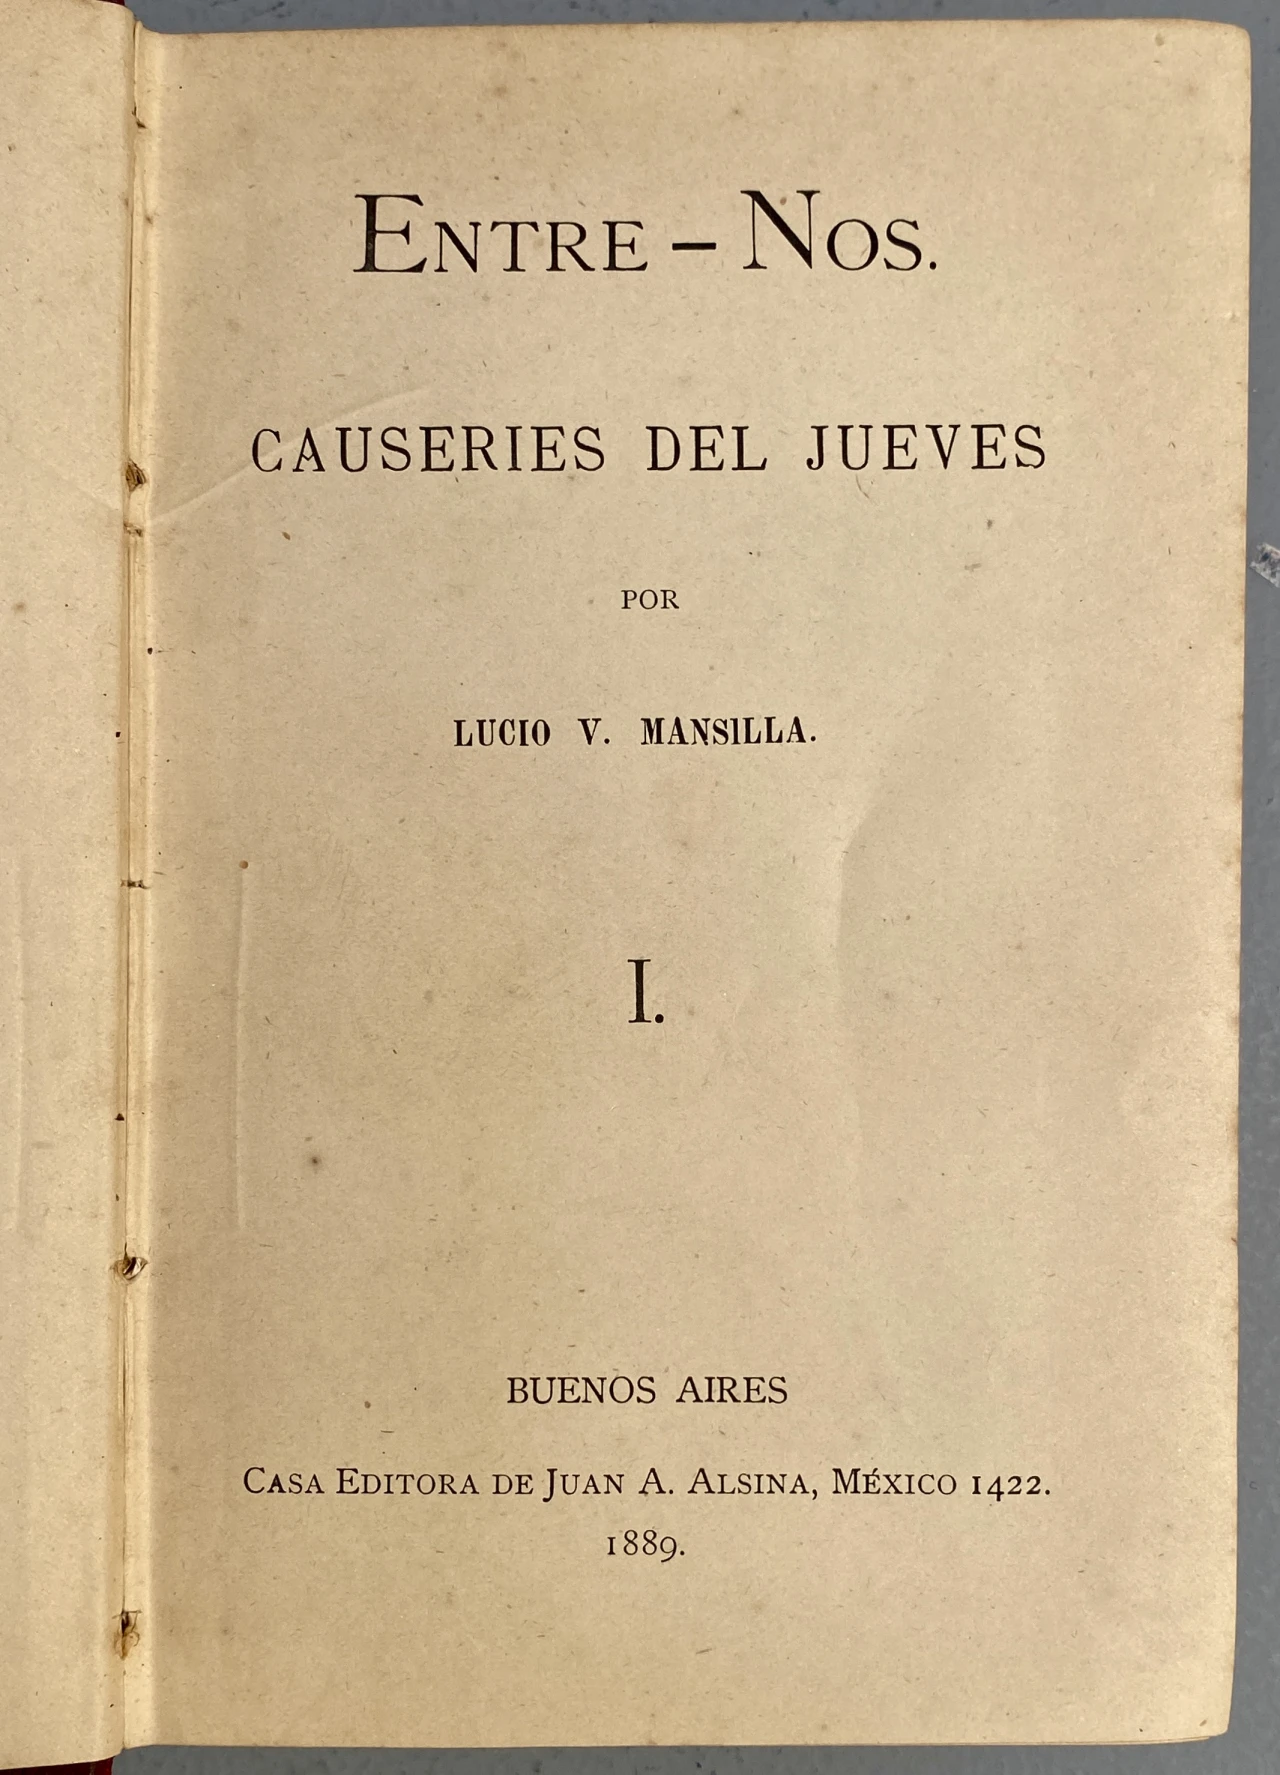 ENTRE – NOS.
CAUSERIES DEL JUEVES
POR
LUCIO V. MANSILLA.
I.
BUENOS AIRES
CASA EDITORA DE JUAN A. ALSINA, MÉXICO 1422.
1889.